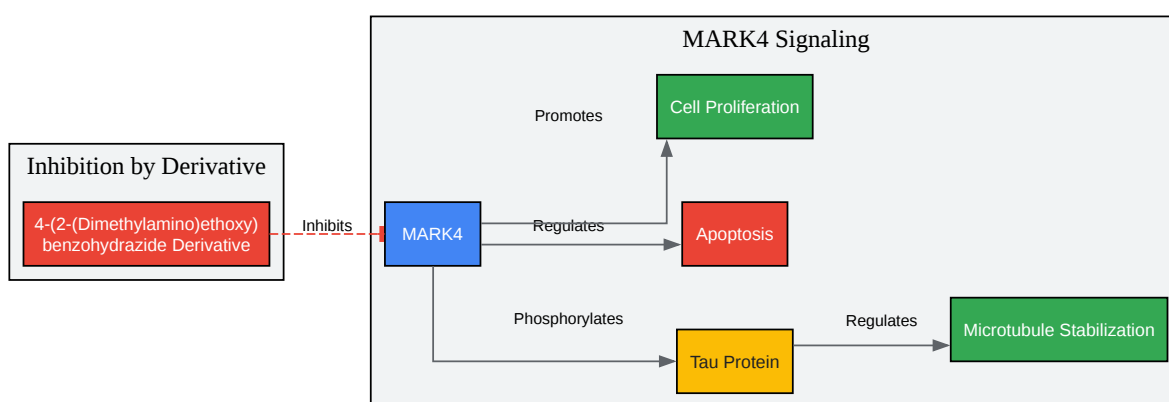 MARK4 Signaling
Promotes
Cell Proliferation
Inhibition by Derivative
4-(2-(Dimethylamino)ethoxy)
benzohydrazide Derivative
Inhibits
MARK4
Regulates
Apoptosis
Phosphorylates
Tau Protein
Regulates
Microtubule Stabilization